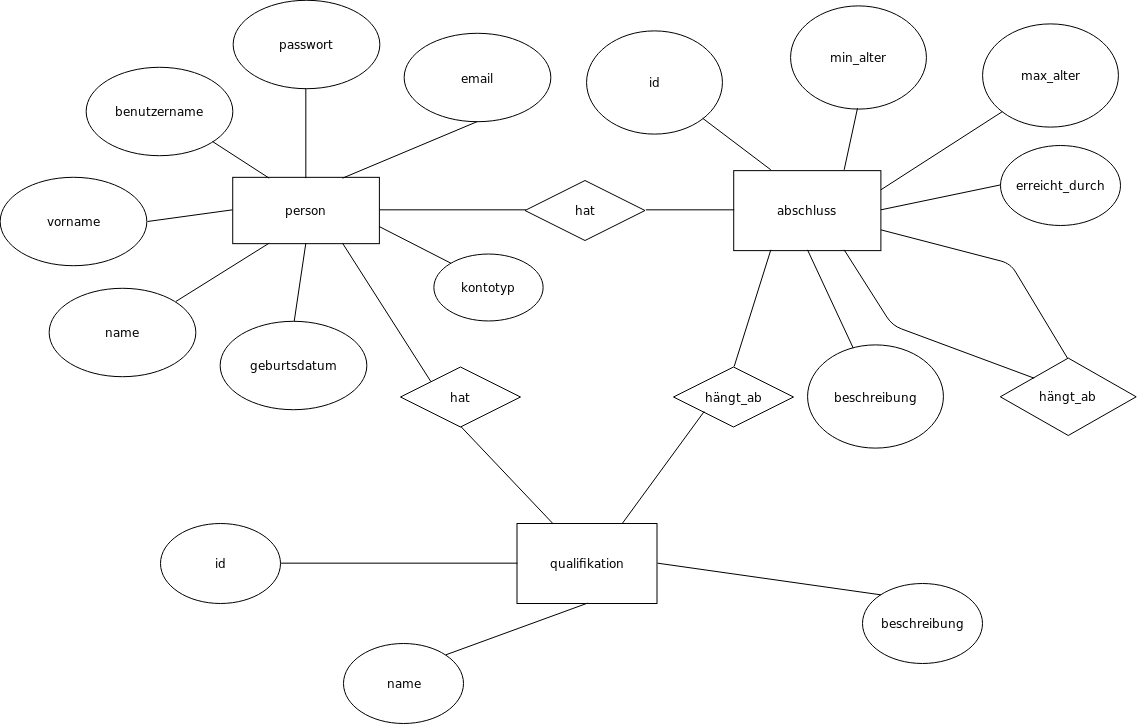 passwort
min_alter
max_alter
email
id
benutzername
erreicht_durch
person
hat
abschluss
vorname
kontotyp
name
geburtsdatum
hat
hängt_ab
beschreibung
hängt_ab
id
qualifikation
beschreibung
name